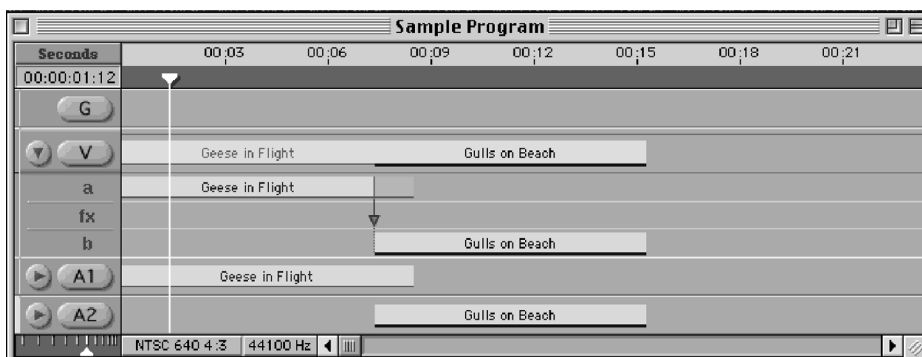 Sample Program
Seconds 00:03 00:06 00:09 00:12 00:15 00:18 00:21
00:00:01:12
G
V Geese in Flight Gulls on Beach
a Geese in Flight
fx
b Gulls on Beach
A1 Geese in Flight
A2 Gulls on Beach
NTSC 640 4:3 44100 Hz